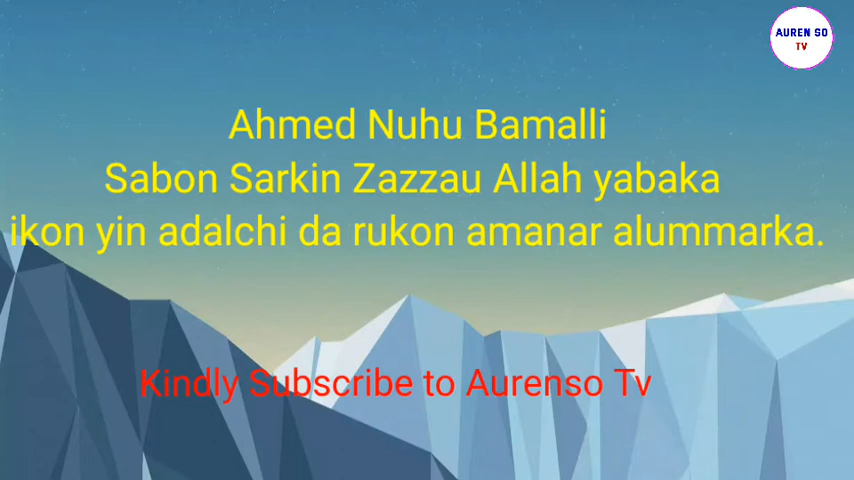 AUREN SO
TV
Ahmed Nuhu Bamalli
Sabon Sarkin Zazzau Allah yabaka
ikon yin adalchi da rukon amanar alummarka.
Kindly Subscribe to Aurenso Tv